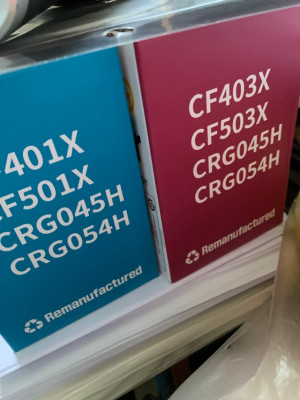 401X
F501X
CRG045H
CRG054H
Remanufactured
CF403X
CF503X
CRG045H
CRG054H
Remanufactured